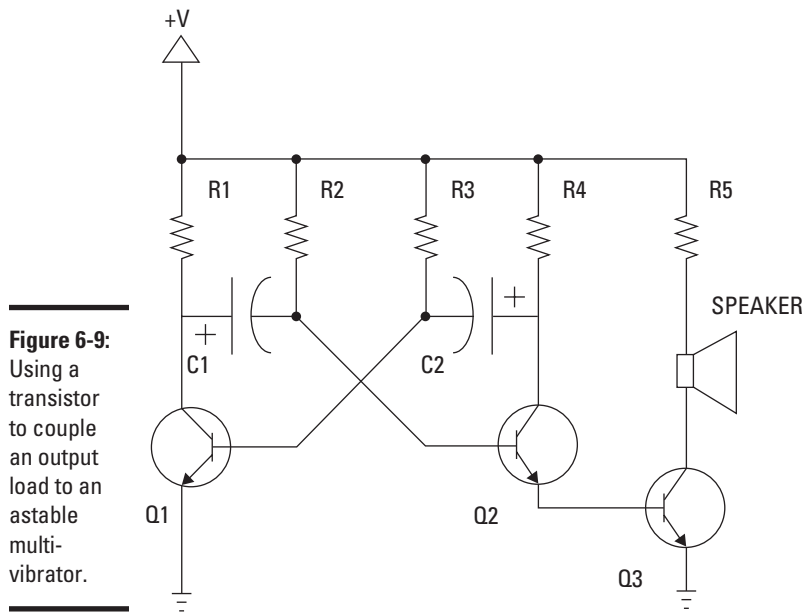 +V
R1
R2
R3
R4
R5
+
+
SPEAKER
C1
C2
Q1
Q2
Q3
Figure 6-9:
Using a
transistor
to couple
an output
load to an
astable
multi-
vibrator.